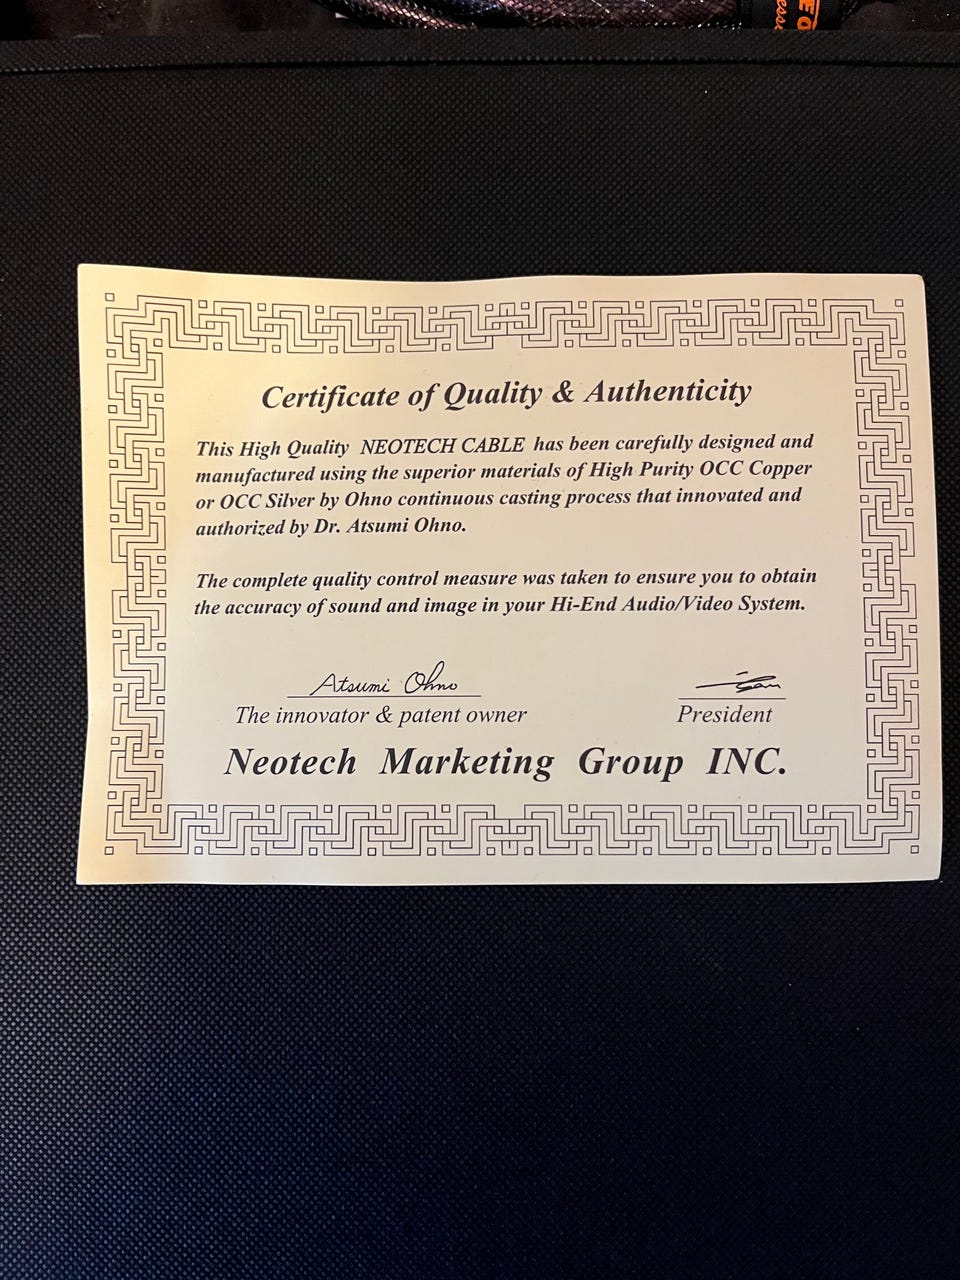 Certificate of Quality & Authenticity
This High Quality NEOTECH CABLE has been carefully designed and
manufactured using the superior materials of High Purity OCC Copper
or OCC Silver by Ohno continuous casting process that innovated and
authorized by Dr. Atsumi Ohno.
The complete quality control measure was taken to ensure you to obtain
the accuracy of sound and image in your Hi-End Audio/Video System.
Atsumi Ohno
The innovator & patent owner
President
Neotech Marketing Group INC.